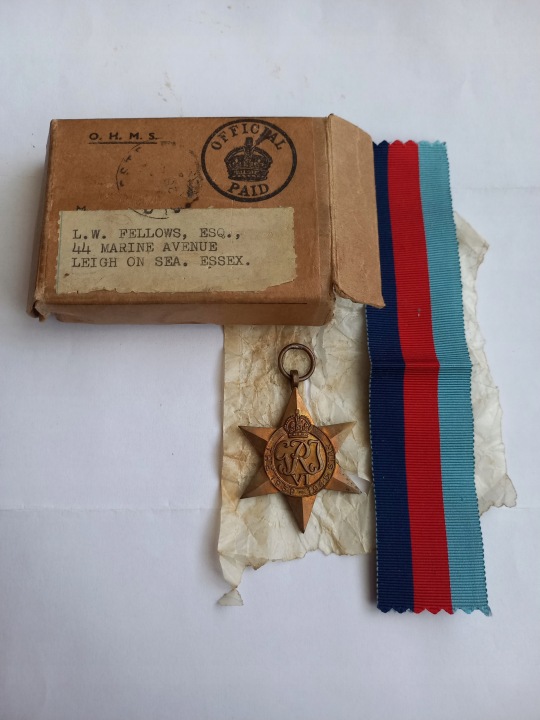 O. H. M. S.
OFFICIAL
PAID
L.W. FELLOWS, ESQ.,
44 MARINE AVENUE
LEIGH ON SEA. ESSEX.
GRI
VI